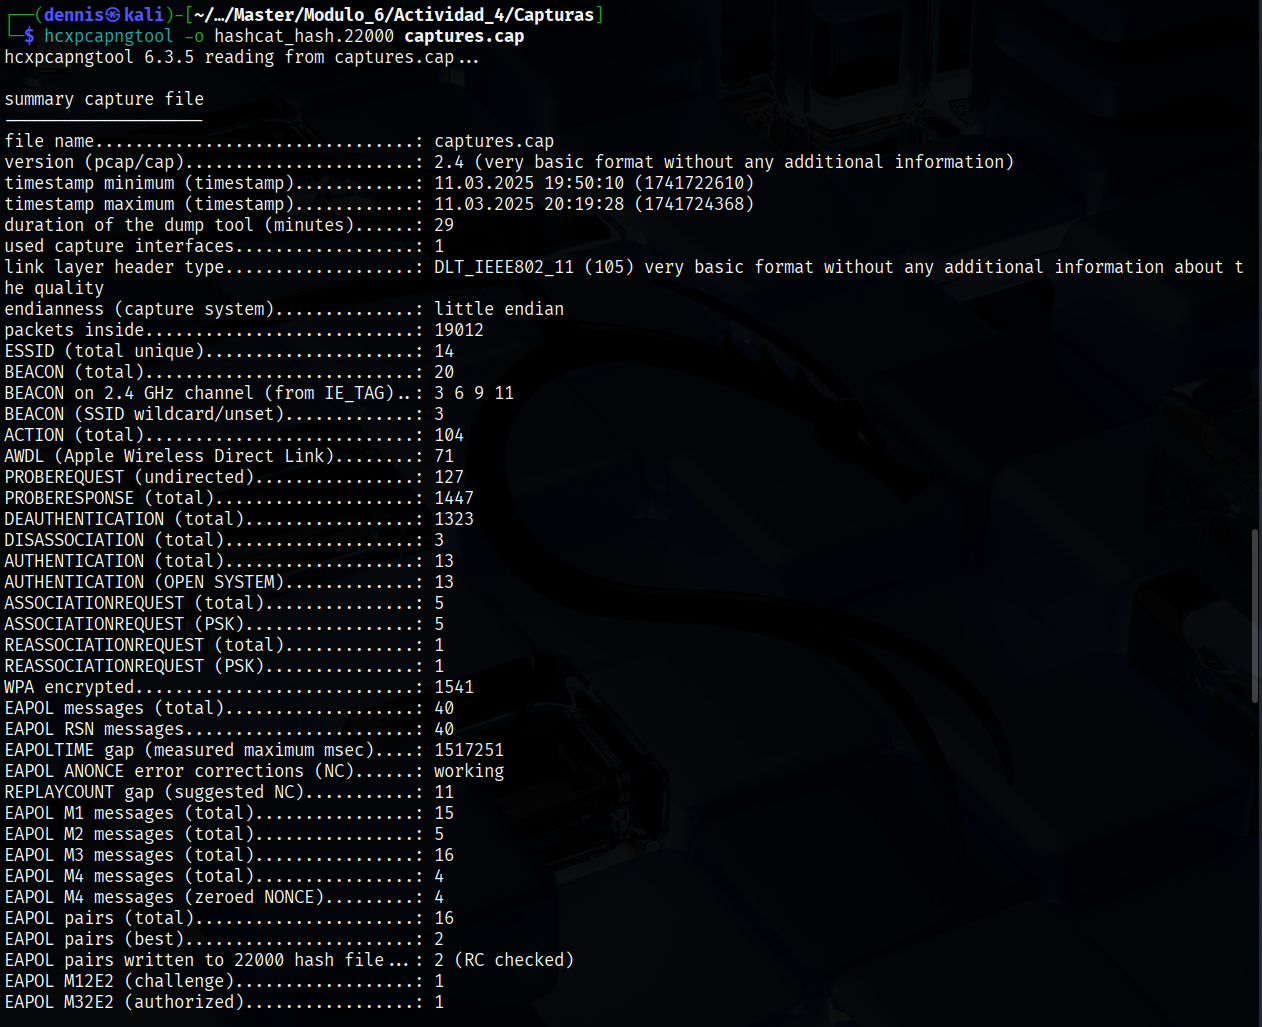 ┌──(dennis㉿kali)-[~/…/Master/Modulo_6/Actividad_4/Capturas]
└─$ hcxpcapngtool -o hashcat_hash.22000 captures.cap
hcxpcapngtool 6.3.5 reading from captures.cap...

summary capture file
--------------------
file name................................: captures.cap
version (pcap/cap).......................: 2.4 (very basic format without any additional information)
timestamp minimum (timestamp)............: 11.03.2025 19:50:10 (1741722610)
timestamp maximum (timestamp)............: 11.03.2025 20:19:28 (1741724368)
duration of the dump tool (minutes)......: 29
used capture interfaces..................: 1
link layer header type...................: DLT_IEEE802_11 (105) very basic format without any additional information about t
he quality
endianness (capture system)..............: little endian
packets inside...........................: 19012
ESSID (total unique).....................: 14
BEACON (total)...........................: 20
BEACON on 2.4 GHz channel (from IE_TAG)..: 3 6 9 11
BEACON (SSID wildcard/unset).............: 3
ACTION (total)...........................: 104
AWDL (Apple Wireless Direct Link)........: 71
PROBEREQUEST (undirected)................: 127
PROBERESPONSE (total)....................: 1447
DEAUTHENTICATION (total).................: 1323
DISASSOCIATION (total)...................: 3
AUTHENTICATION (total)...................: 13
AUTHENTICATION (OPEN SYSTEM).............: 13
ASSOCIATIONREQUEST (total)...............: 5
ASSOCIATIONREQUEST (PSK).................: 5
REASSOCIATIONREQUEST (total).............: 1
REASSOCIATIONREQUEST (PSK)...............: 1
WPA encrypted............................: 1541
EAPOL messages (total)...................: 40
EAPOL RSN messages.......................: 40
EAPOLTIME gap (measured maximum msec)....: 1517251
EAPOL ANONCE error corrections (NC)......: working
REPLAYCOUNT gap (suggested NC)...........: 11
EAPOL M1 messages (total)................: 15
EAPOL M2 messages (total)................: 5
EAPOL M3 messages (total)................: 16
EAPOL M4 messages (total)................: 4
EAPOL M4 messages (zeroed NONCE).........: 4
EAPOL pairs (total)......................: 16
EAPOL pairs (best).......................: 2
EAPOL pairs written to 22000 hash file...: 2 (RC checked)
EAPOL M12E2 (challenge)..................: 1
EAPOL M32E2 (authorized).................: 1